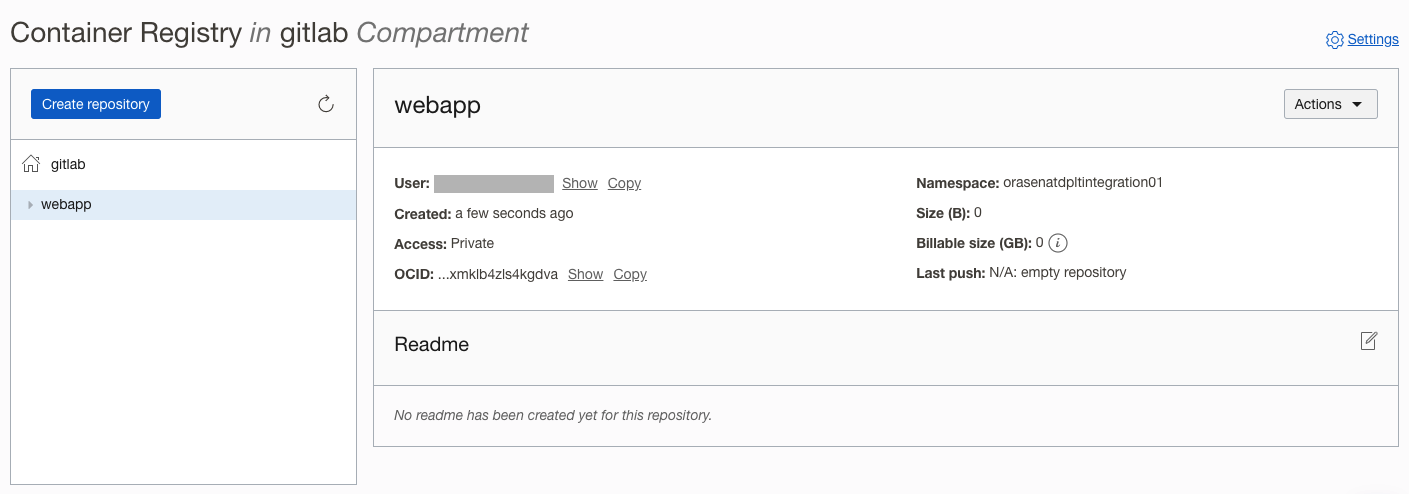 Container Registry in gitlab Compartment
Settings
Create repository
gitlab
webapp
webapp
Actions
User: Show Copy
Created: a few seconds ago
Access: Private
OCID: ...xmklb4zls4kgdva Show Copy
Namespace: orasenatdpltintegration01
Size (B): 0
Billable size (GB): 0 i
Last push: N/A: empty repository
Readme
No readme has been created yet for this repository.